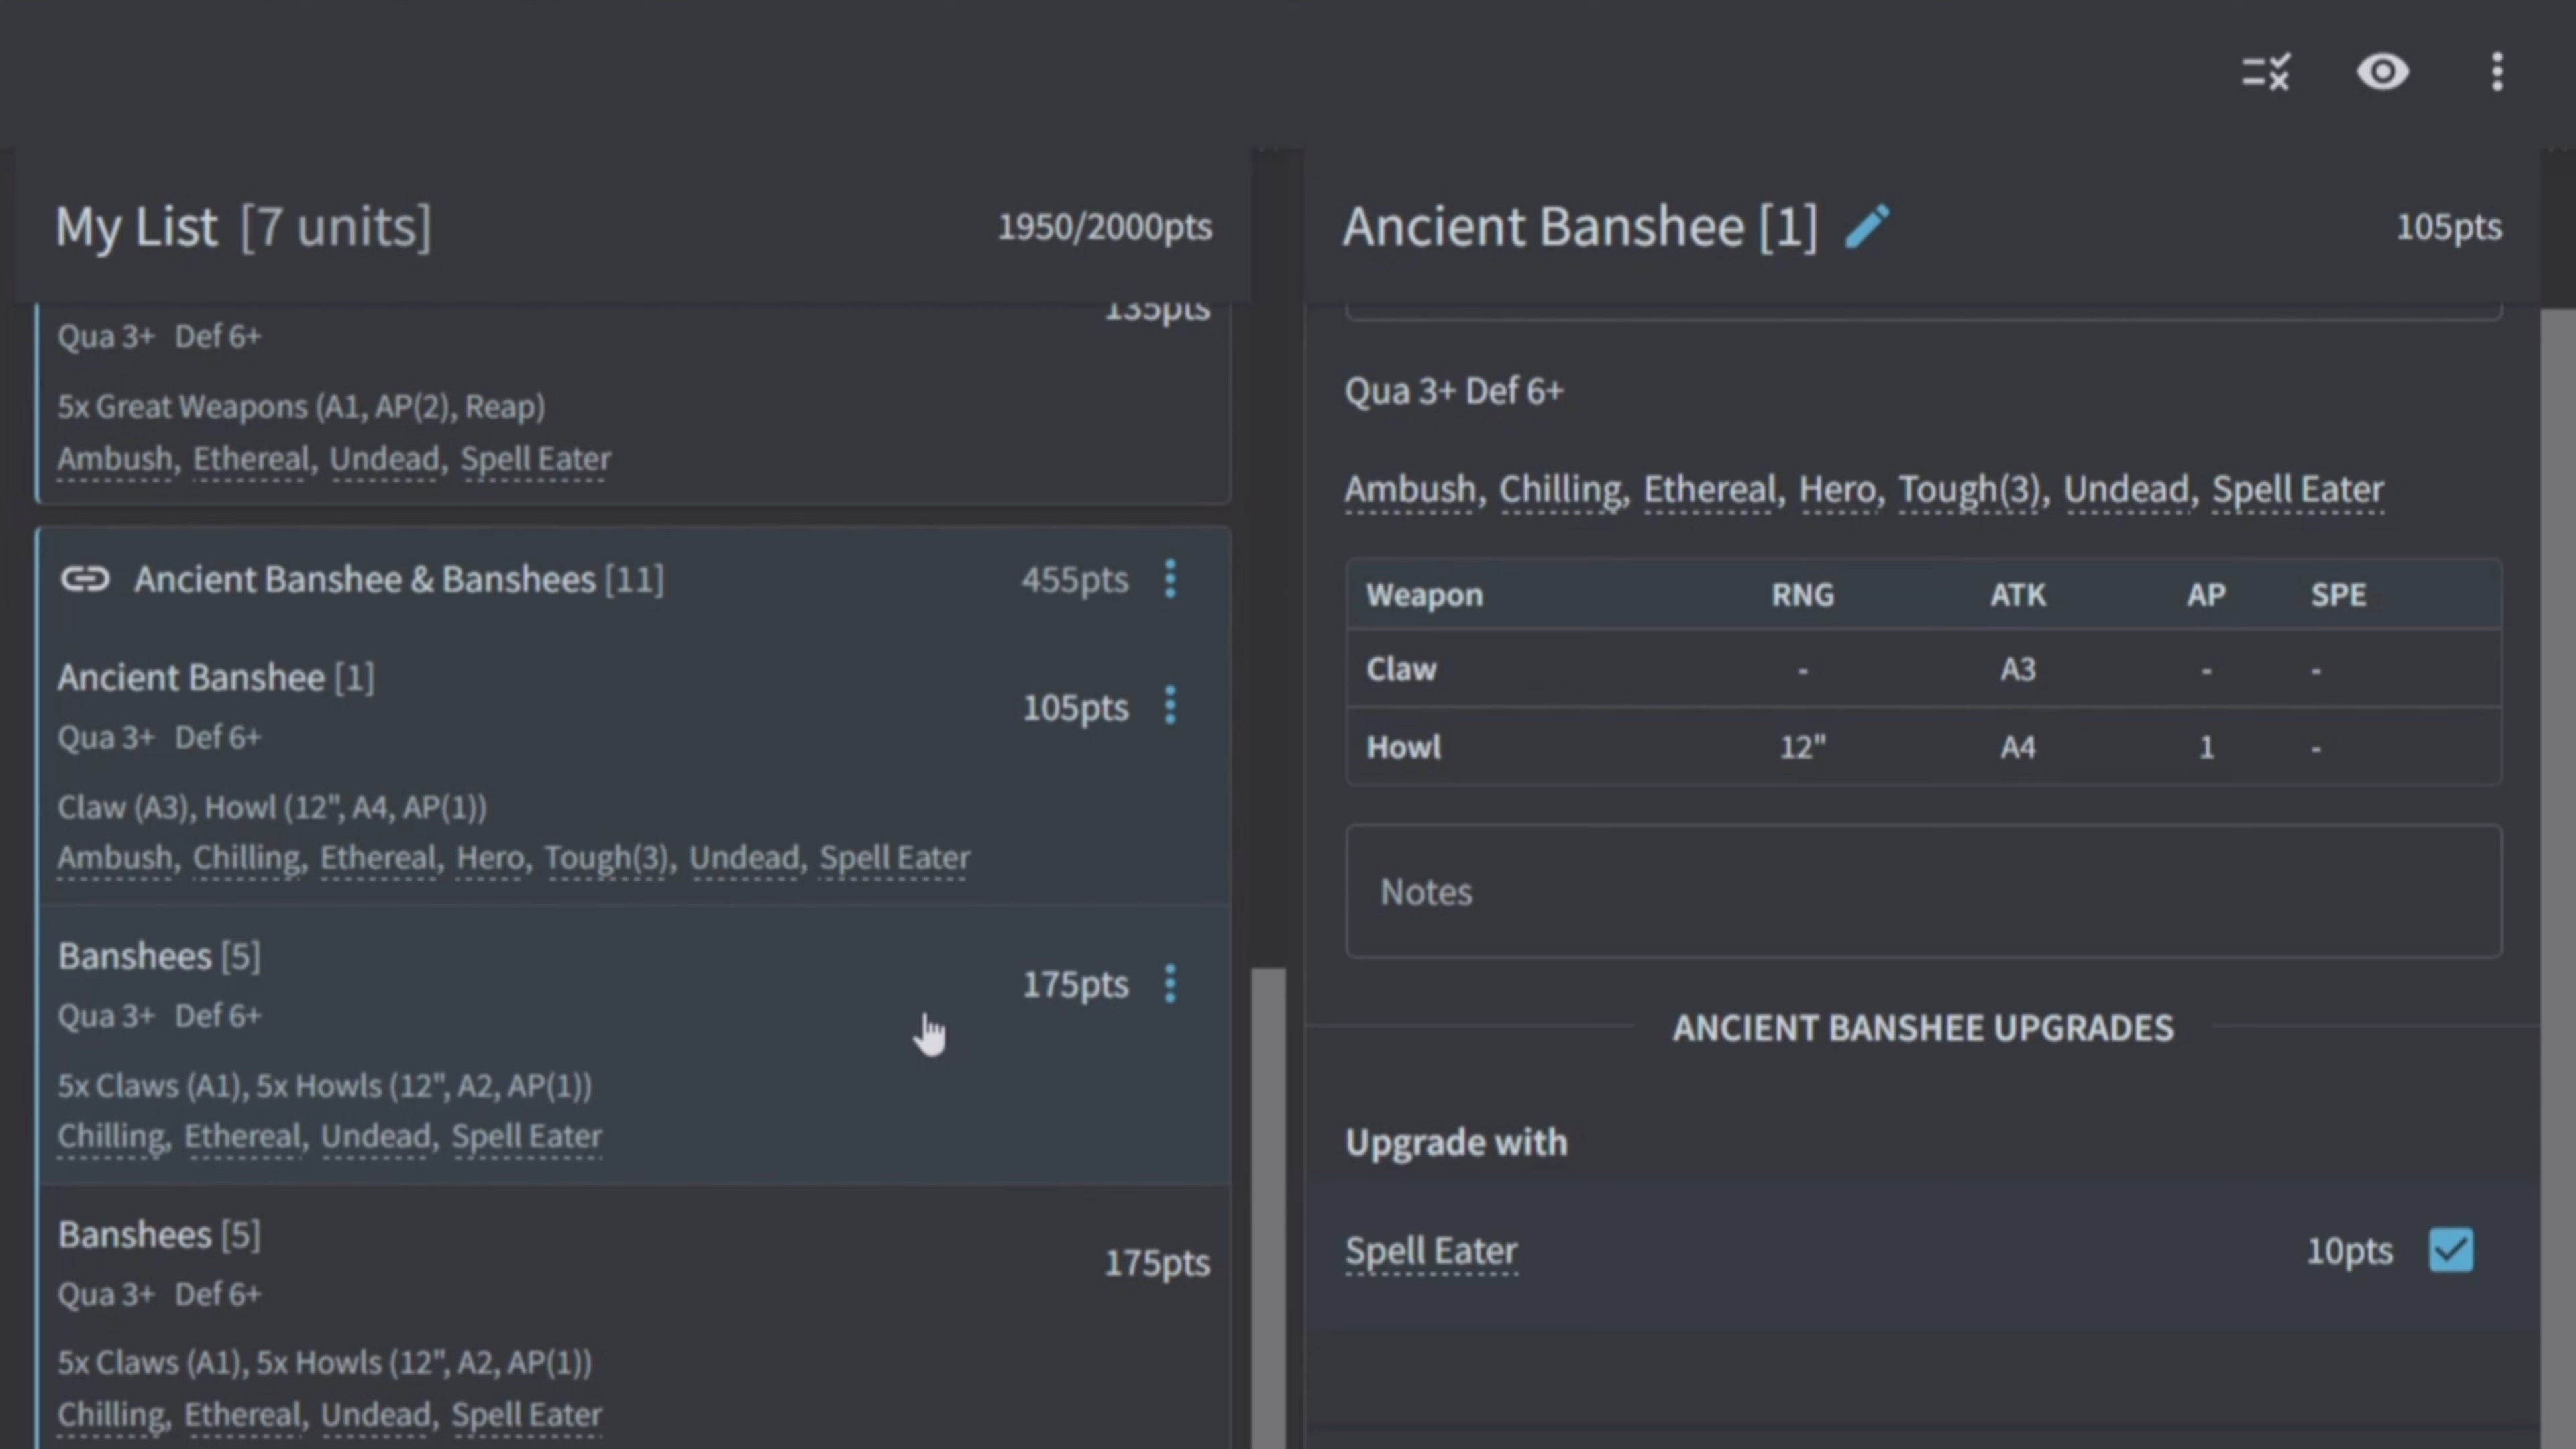 My List [7 units] 1950/2000pts
135pts
Qua 3+ Def 6+
5x Great Weapons (A1, AP(2), Reap)
Ambush, Ethereal, Undead, Spell Eater
Ancient Banshee & Banshees [11] 455pts
Ancient Banshee [1]
105pts
Qua 3+ Def 6+
Claw (A3), Howl (12", A4, AP(1))
Ambush, Chilling, Ethereal, Hero, Tough(3), Undead, Spell Eater
Banshees [5]
175pts
Qua 3+ Def 6+
5x Claws (A1), 5x Howls (12", A2, AP(1))
Chilling, Ethereal, Undead, Spell Eater
Banshees [5]
175pts
Qua 3+ Def 6+
5x Claws (A1), 5x Howls (12", A2, AP(1))
Chilling, Ethereal, Undead, Spell Eater
Ancient Banshee [1] 105pts
Qua 3+ Def 6+
Ambush, Chilling, Ethereal, Hero, Tough(3), Undead, Spell Eater
Weapon RNG ATK AP SPE
Claw - A3 - -
Howl 12" A4 1 -
Notes
ANCIENT BANSHEE UPGRADES
Upgrade with
Spell Eater 10pts